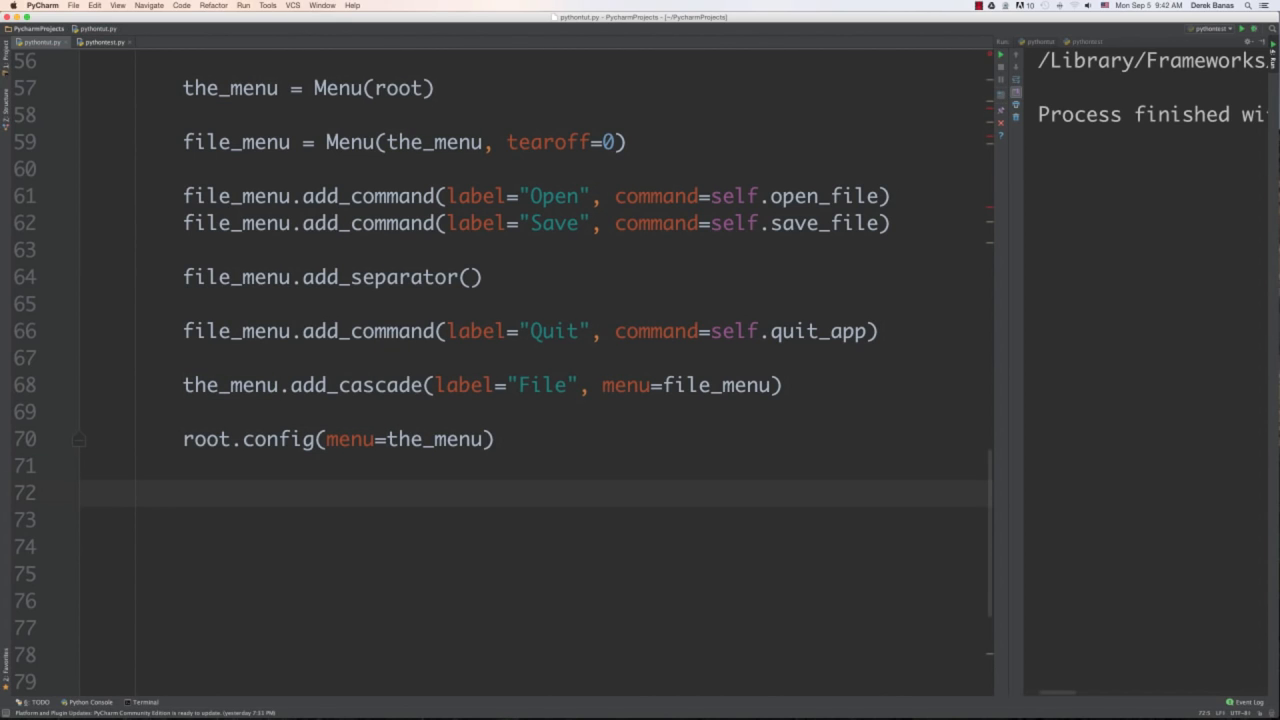 PyCharm File Edit View Navigate Code Refactor Run Tools VCS Window Help 10 Mon Sep 5 9:42 AM Derek Banas
pythontut.py - PycharmProjects - [~/PycharmProjects]
PycharmProjects pythontut.py pythontest
pythontut.py pythontest.py Run: pythontut pythontest
56
57 the_menu = Menu(root)
58
59 file_menu = Menu(the_menu, tearoff=0)
60
61 file_menu.add_command(label="Open", command=self.open_file)
62 file_menu.add_command(label="Save", command=self.save_file)
63
64 file_menu.add_separator()
65
66 file_menu.add_command(label="Quit", command=self.quit_app)
67
68 the_menu.add_cascade(label="File", menu=file_menu)
69
70 root.config(menu=the_menu)
71
72
73
74
75
76
77
78
79
/Library/Frameworks
Process finished wi
1: Project
7: Structure
2: Favorites
4: Run
6: TODO Python Console Terminal Event Log
Platform and Plugin Updates: PyCharm Community Edition is ready to update. (yesterday 7:51 PM) 72:5 LF÷ UTF-8÷